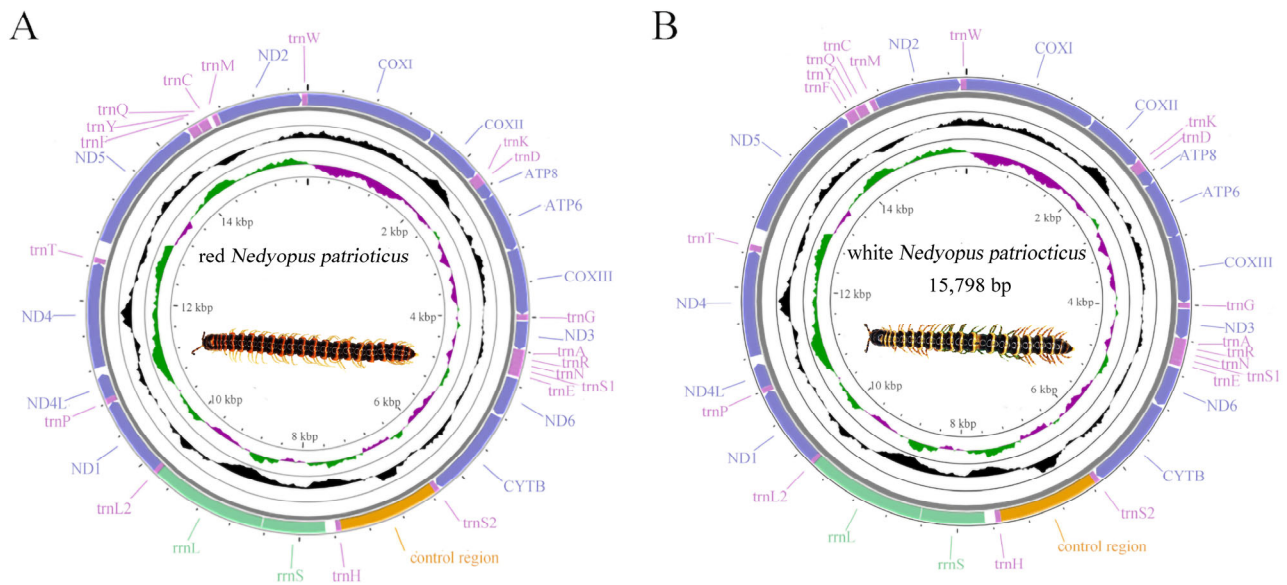 A
trnW
ND2
COXI
trnM
trnC
trnQ
trnY
trnF
ND5
COXII
trnK
trnD
ATP8
ATP6
COXIII
trnT
trnG
ND4
ND3
trnA
trnR
trnN
trnS1
trnE
ND4L
trnP
ND6
ND1
CYTB
trnL2
trnS2
rrnL
rrnS
trnH
control region
14 kbp
2 kbp
red Nedyopus patrioticus
12 kbp
4 kbp
10 kbp
6 kbp
8 kbp
B
trnW
ND2
COXI
trnC
trnQ
trnM
trnY
trnF
COXII
ND5
trnK
trnD
ATP8
ATP6
trnT
COXIII
ND4
trnG
ND3
trnA
trnR
trnN
trnS1
trnE
ND4L
trnP
ND6
ND1
CYTB
trnL2
trnS2
rrnL
rrnS
trnH
control region
14 kbp
2 kbp
white Nedyopus patriocticus
15,798 bp
12 kbp
4 kbp
10 kbp
6 kbp
8 kbp